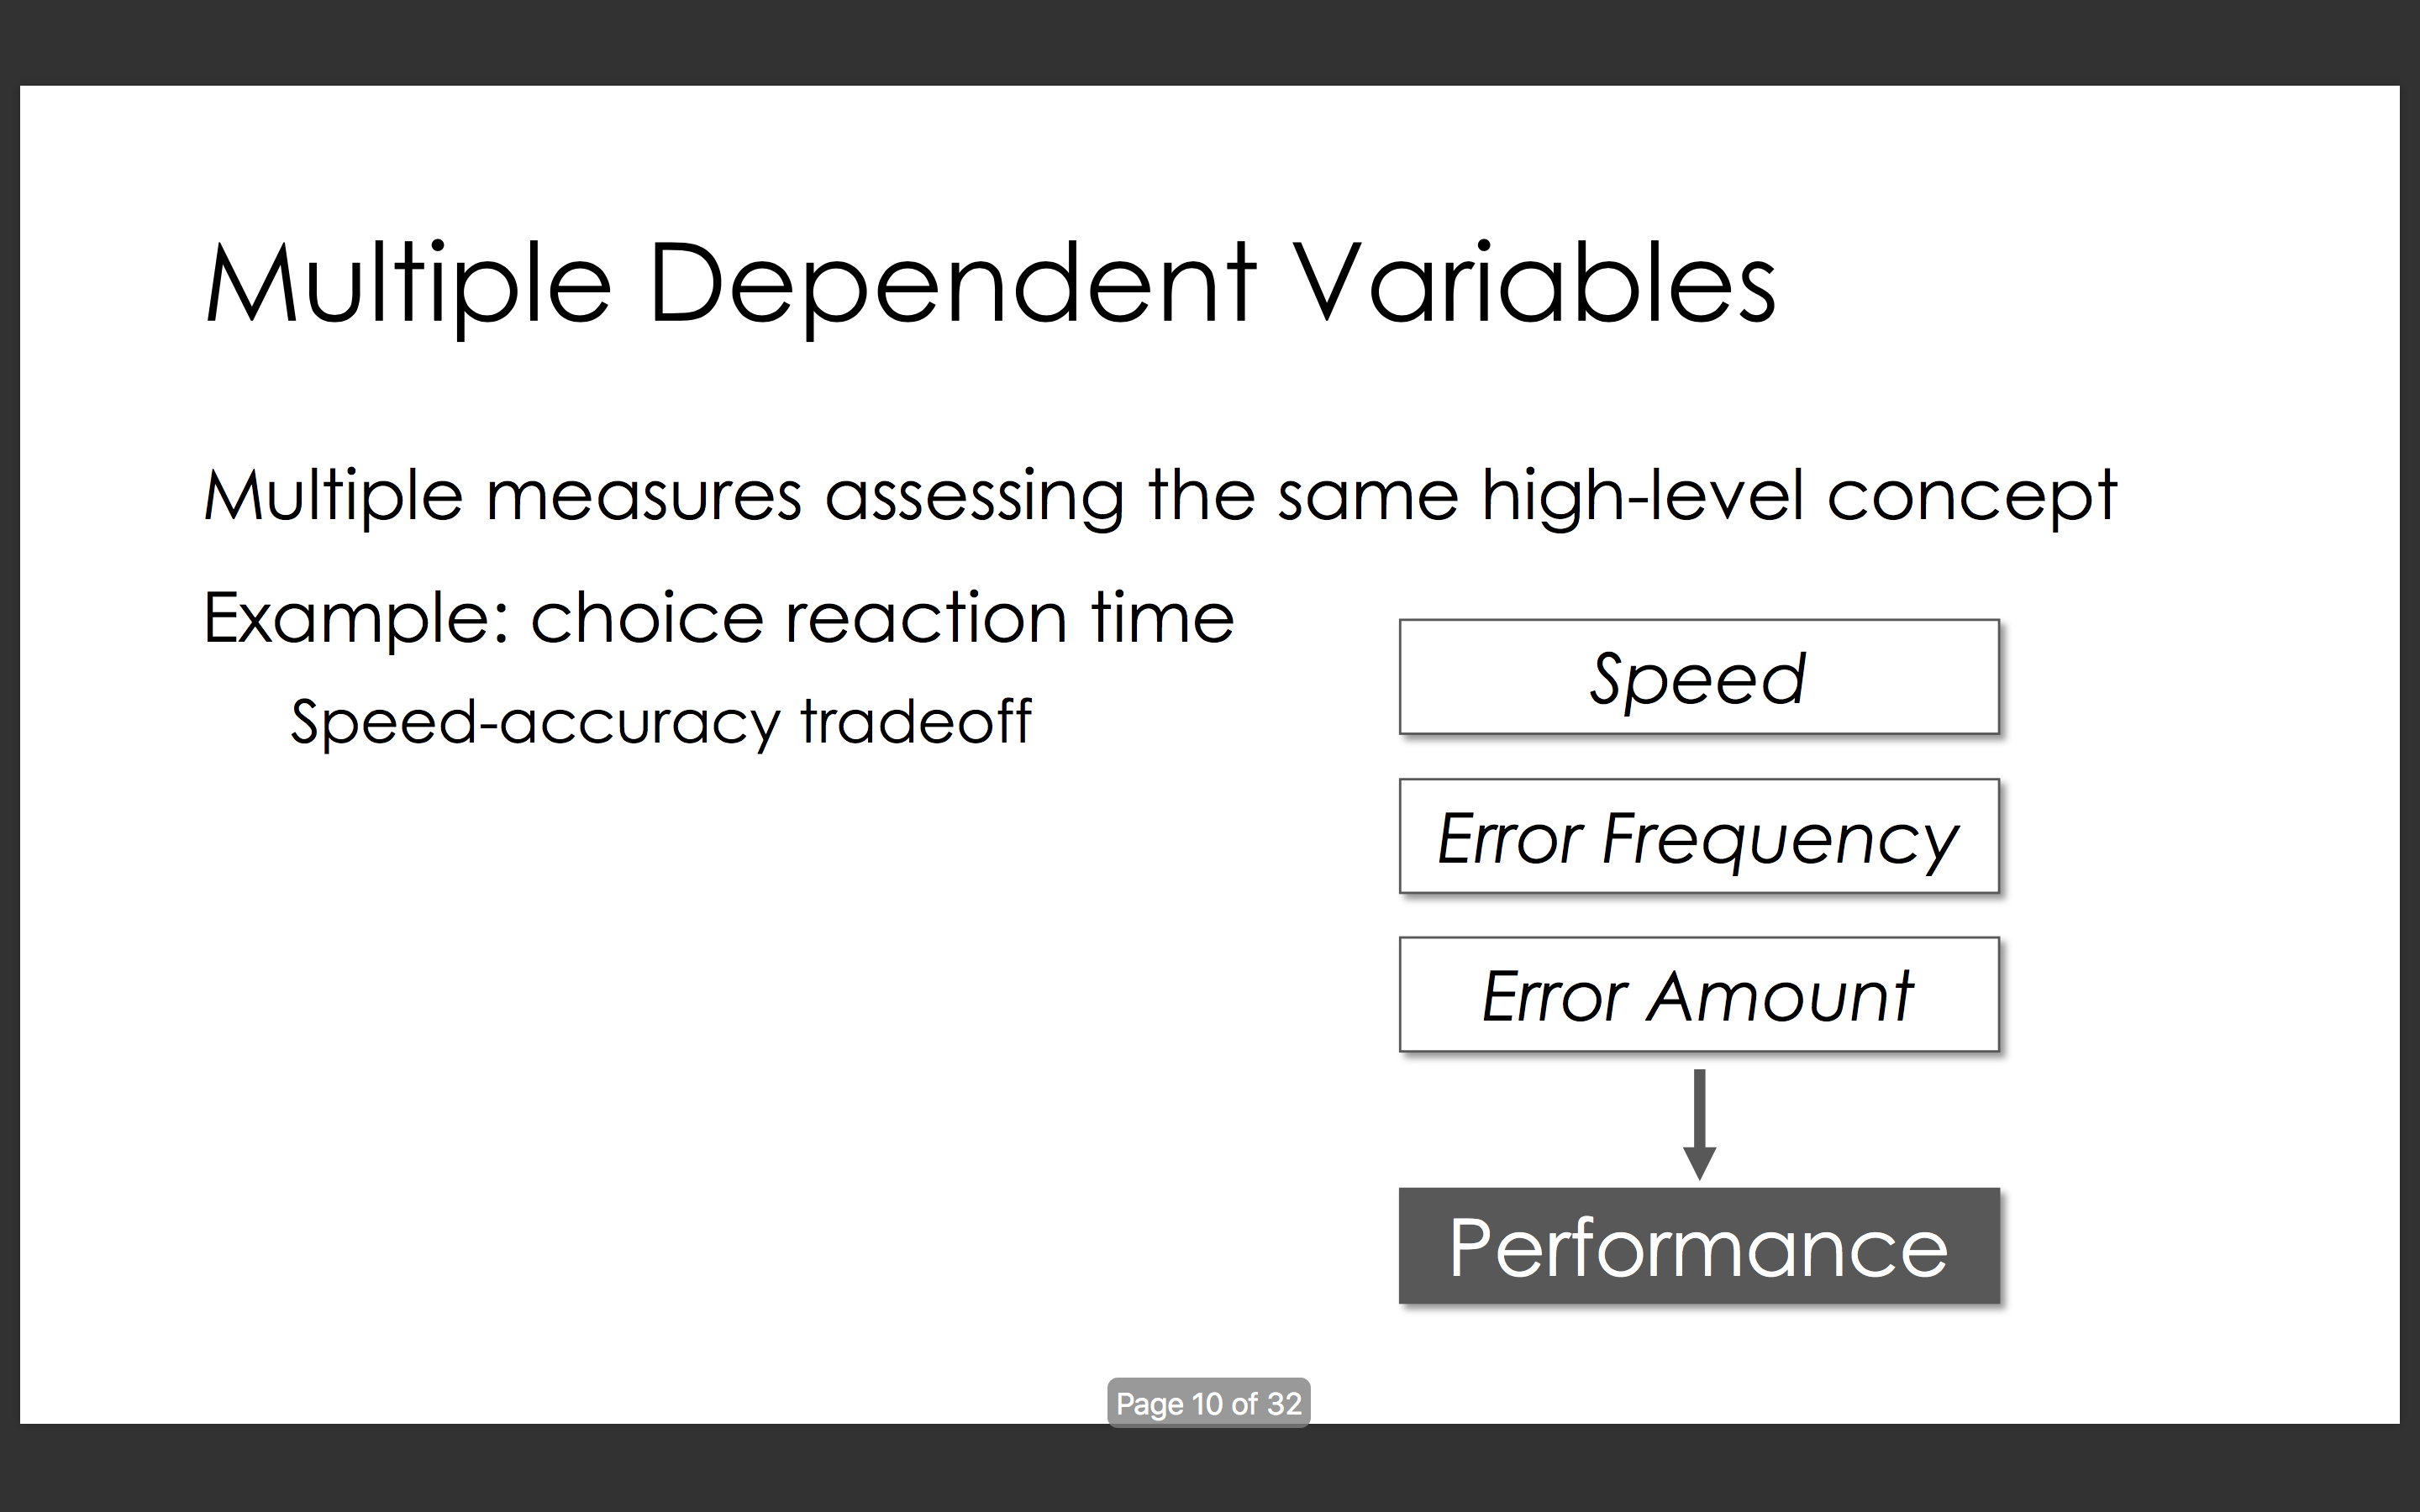 Multiple Dependent Variables
Multiple measures assessing the same high-level concept
Example: choice reaction time
Speed-accuracy tradeoff
Speed
Error Frequency
Error Amount
Performance
Page 10 of 32